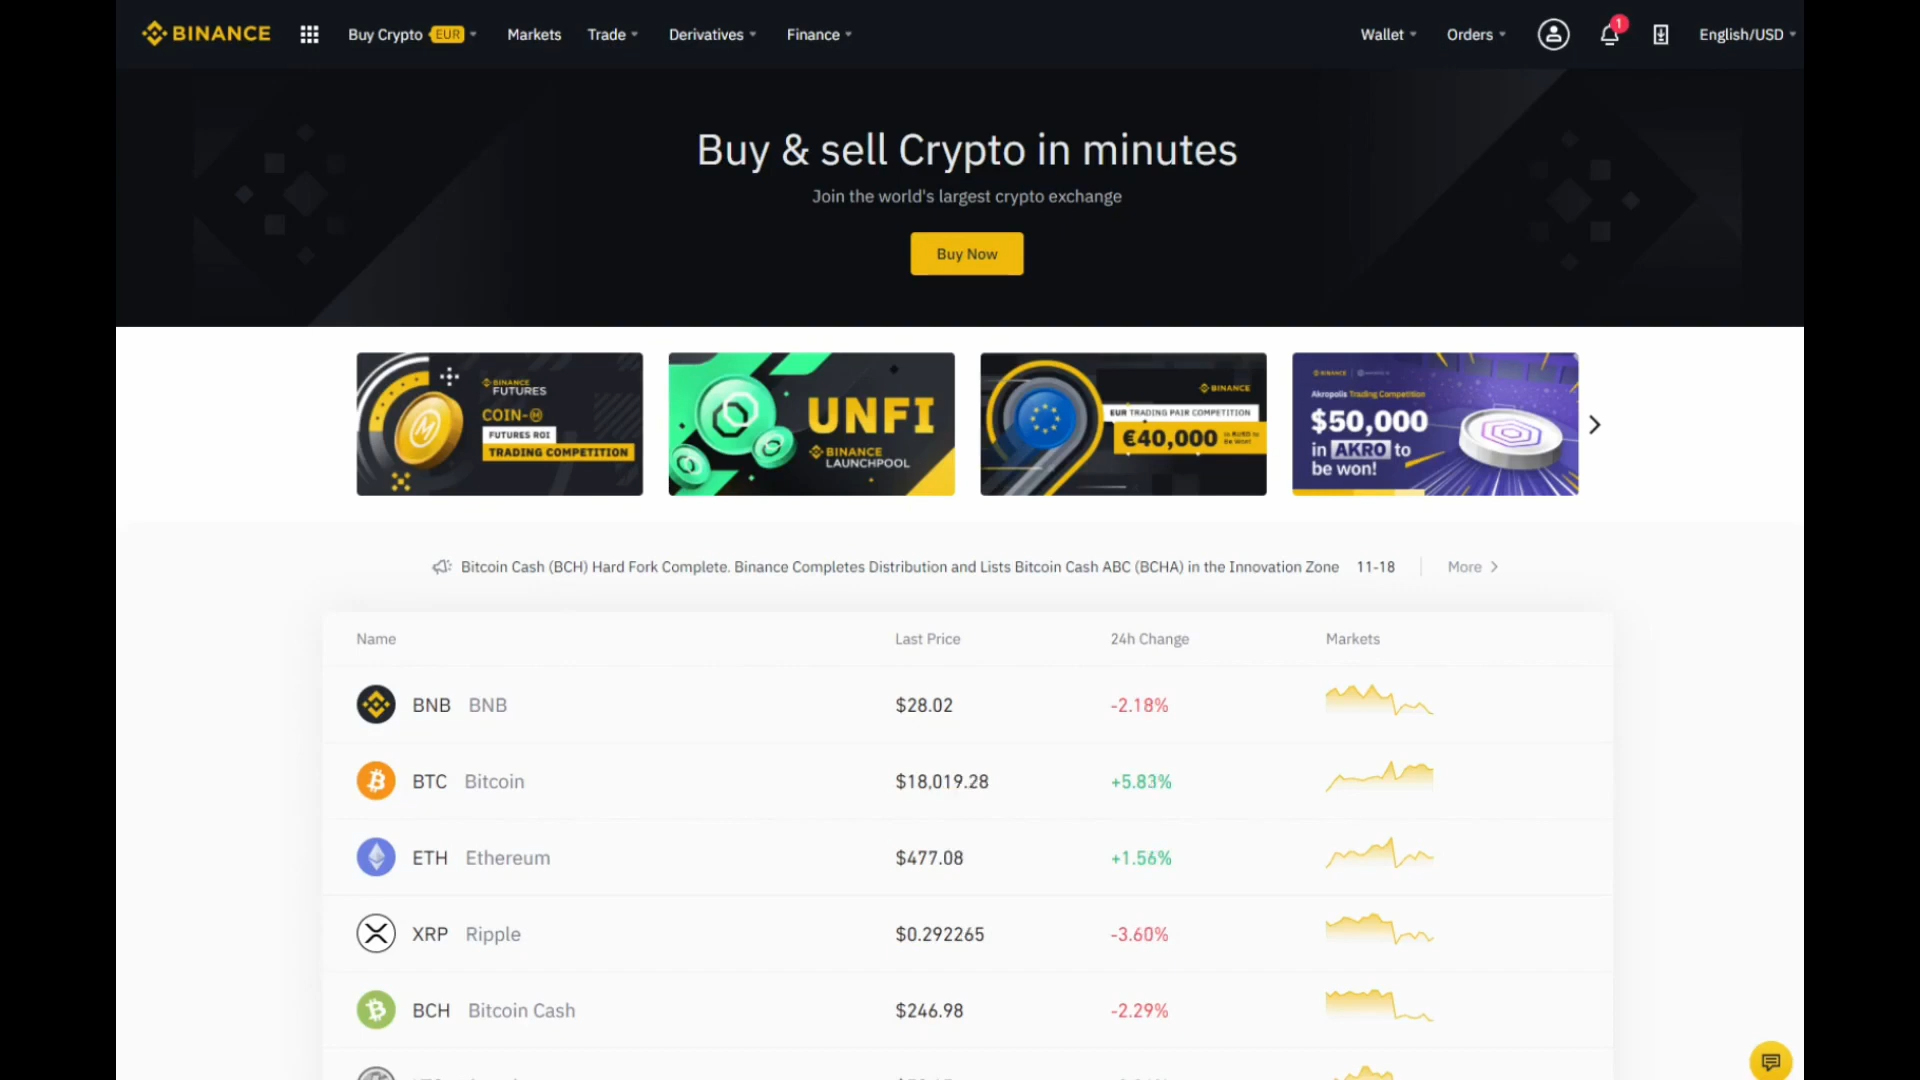 BINANCE
Buy Crypto EUR
Markets
Trade
Derivatives
Finance
Wallet
Orders
1
English/USD
Buy & sell Crypto in minutes
Join the world's largest crypto exchange
Buy Now
BINANCE
FUTURES
COIN-Ⓜ
FUTURES ROI
TRADING COMPETITION
UNFI
BINANCE
LAUNCHPOOL
BINANCE
EUR TRADING PAIR COMPETITION
€40,000
BINANCE
Akropolis Trading Competition
$50,000
in AKRO to
be won!
Bitcoin Cash (BCH) Hard Fork Complete. Binance Completes Distribution and Lists Bitcoin Cash ABC (BCHA) in the Innovation Zone 11-18 More
Name Last Price 24h Change Markets
BNB BNB $28.02 -2.18%
BTC Bitcoin $18,019.28 +5.83%
ETH Ethereum $477.08 +1.56%
XRP Ripple $0.292265 -3.60%
BCH Bitcoin Cash $246.98 -2.29%